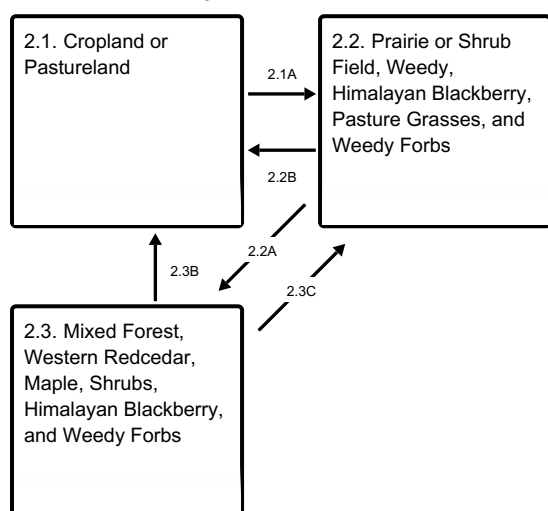 2.1. Cropland or
Pastureland
2.1A
2.2. Prairie or Shrub
Field, Weedy,
Himalayan Blackberry,
Pasture Grasses, and
Weedy Forbs
2.2B
2.2A
2.3B
2.3C
2.3. Mixed Forest,
Western Redcedar,
Maple, Shrubs,
Himalayan Blackberry,
and Weedy Forbs